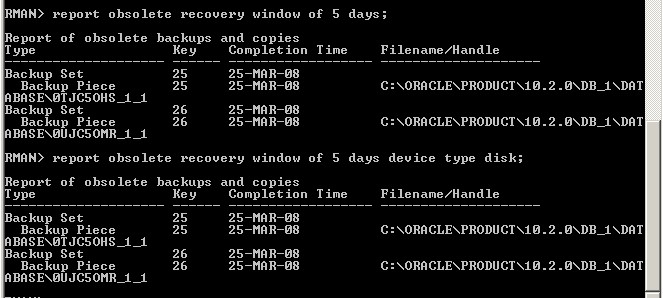 RMAN> report obsolete recovery window of 5 days;
Report of obsolete backups and copies
Type                 Key    Completion Time    Filename/Handle
-------------------- ------ ------------------ --------------------
Backup Set           25     25-MAR-08
  Backup Piece       25     25-MAR-08          C:\ORACLE\PRODUCT\10.2.0\DB_1\DAT
ABASE\0TJC5OHS_1_1
Backup Set           26     25-MAR-08
  Backup Piece       26     25-MAR-08          C:\ORACLE\PRODUCT\10.2.0\DB_1\DAT
ABASE\0UJC5OMR_1_1
RMAN> report obsolete recovery window of 5 days device type disk;
Report of obsolete backups and copies
Type                 Key    Completion Time    Filename/Handle
-------------------- ------ ------------------ --------------------
Backup Set           25     25-MAR-08
  Backup Piece       25     25-MAR-08          C:\ORACLE\PRODUCT\10.2.0\DB_1\DAT
ABASE\0TJC5OHS_1_1
Backup Set           26     25-MAR-08
  Backup Piece       26     25-MAR-08          C:\ORACLE\PRODUCT\10.2.0\DB_1\DAT
ABASE\0UJC5OMR_1_1